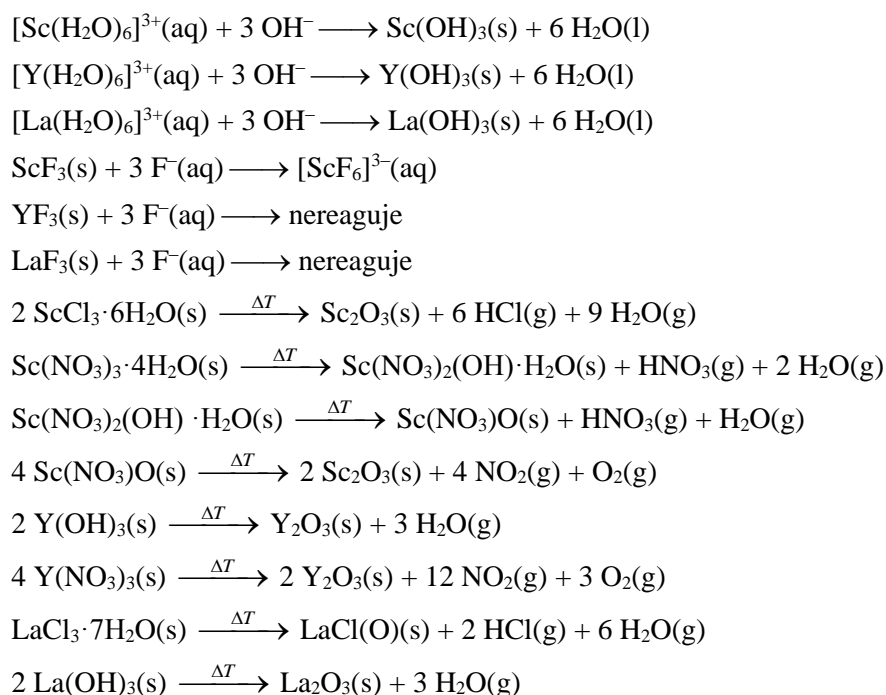 [Sc(H₂O)₆]³⁺(aq) + 3 OH⁻ ⟶ Sc(OH)₃(s) + 6 H₂O(l)
[Y(H₂O)₆]³⁺(aq) + 3 OH⁻ ⟶ Y(OH)₃(s) + 6 H₂O(l)
[La(H₂O)₆]³⁺(aq) + 3 OH⁻ ⟶ La(OH)₃(s) + 6 H₂O(l)
ScF₃(s) + 3 F⁻(aq) ⟶ [ScF₆]³⁻(aq)
YF₃(s) + 3 F⁻(aq) ⟶ nereaguje
LaF₃(s) + 3 F⁻(aq) ⟶ nereaguje
2 ScCl₃·6H₂O(s) ⟶ΔT Sc₂O₃(s) + 6 HCl(g) + 9 H₂O(g)
Sc(NO₃)₃·4H₂O(s) ⟶ΔT Sc(NO₃)₂(OH)·H₂O(s) + HNO₃(g) + 2 H₂O(g)
Sc(NO₃)₂(OH) ·H₂O(s) ⟶ΔT Sc(NO₃)O(s) + HNO₃(g) + H₂O(g)
4 Sc(NO₃)O(s) ⟶ΔT 2 Sc₂O₃(s) + 4 NO₂(g) + O₂(g)
2 Y(OH)₃(s) ⟶ΔT Y₂O₃(s) + 3 H₂O(g)
4 Y(NO₃)₃(s) ⟶ΔT 2 Y₂O₃(s) + 12 NO₂(g) + 3 O₂(g)
LaCl₃·7H₂O(s) ⟶ΔT LaCl(O)(s) + 2 HCl(g) + 6 H₂O(g)
2 La(OH)₃(s) ⟶ΔT La₂O₃(s) + 3 H₂O(g)